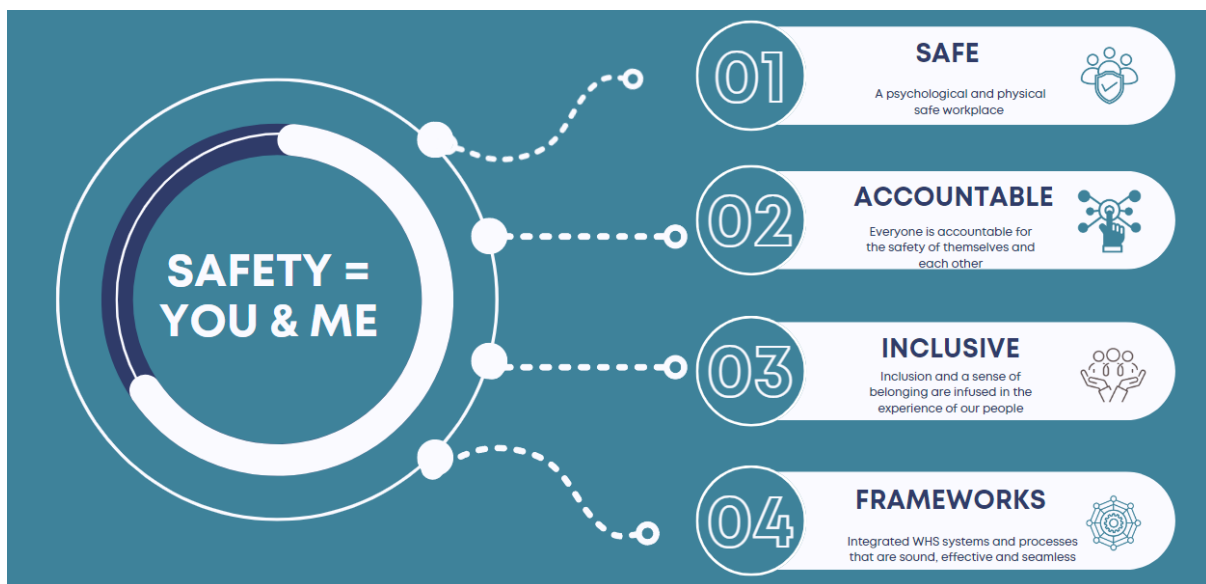 SAFETY =
YOU & ME
01
SAFE
A psychological and physical
safe workplace
02
ACCOUNTABLE
Everyone is accountable for
the safety of themselves and
each other
03
INCLUSIVE
Inclusion and a sense of
belonging are infused in the
experience of our people
04
FRAMEWORKS
Integrated WHS systems and processes
that are sound, effective and seamless